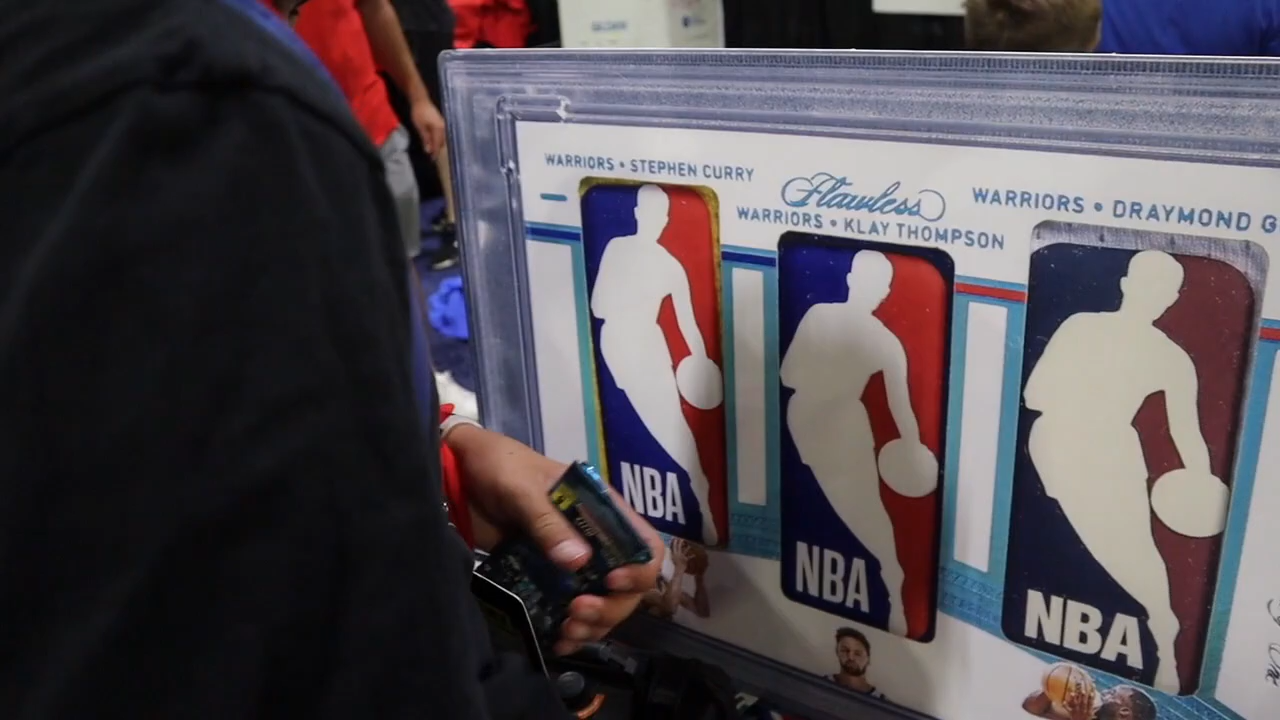 WARRIORS • STEPHEN CURRY
Flawless
WARRIORS • KLAY THOMPSON
WARRIORS • DRAYMOND G
NBA
NBA
NBA